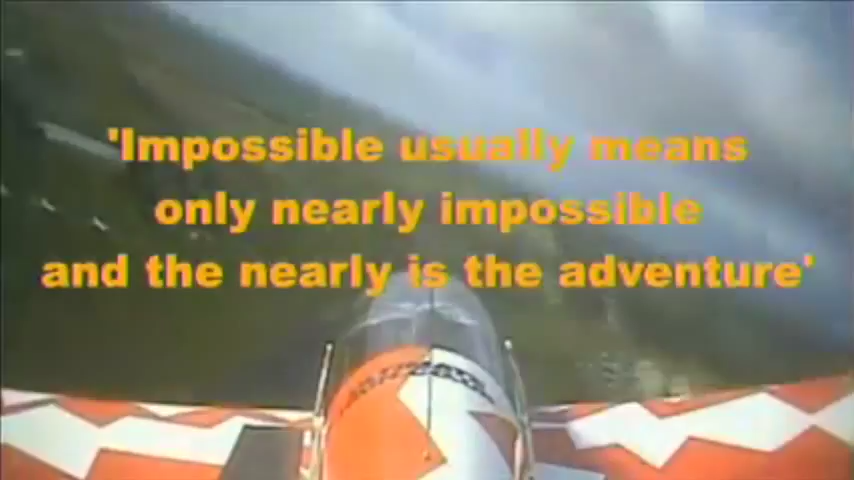 'Impossible usually means
only nearly impossible
and the nearly is the adventure'